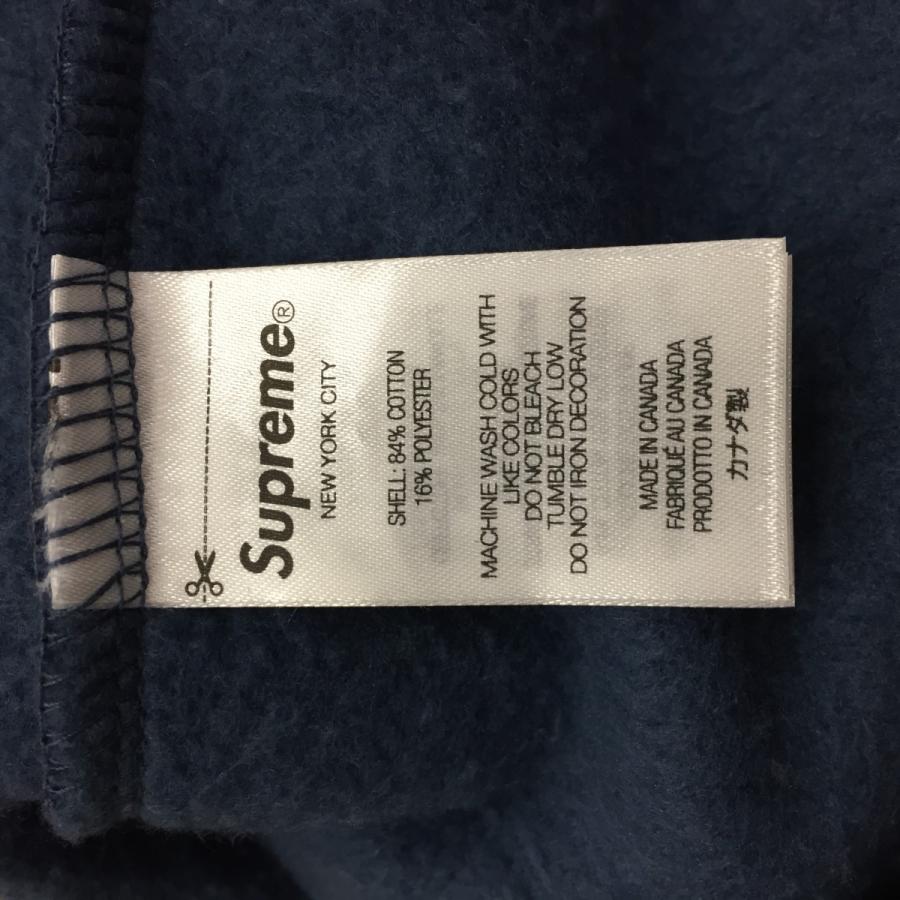 Supreme®
NEW YORK CITY
SHELL: 84% COTTON
16% POLYESTER
MACHINE WASH COLD WITH
LIKE COLORS
DO NOT BLEACH
TUMBLE DRY LOW
DO NOT IRON DECORATION
MADE IN CANADA
FABRIQUÉ AU CANADA
PRODOTTO IN CANADA
カナダ製